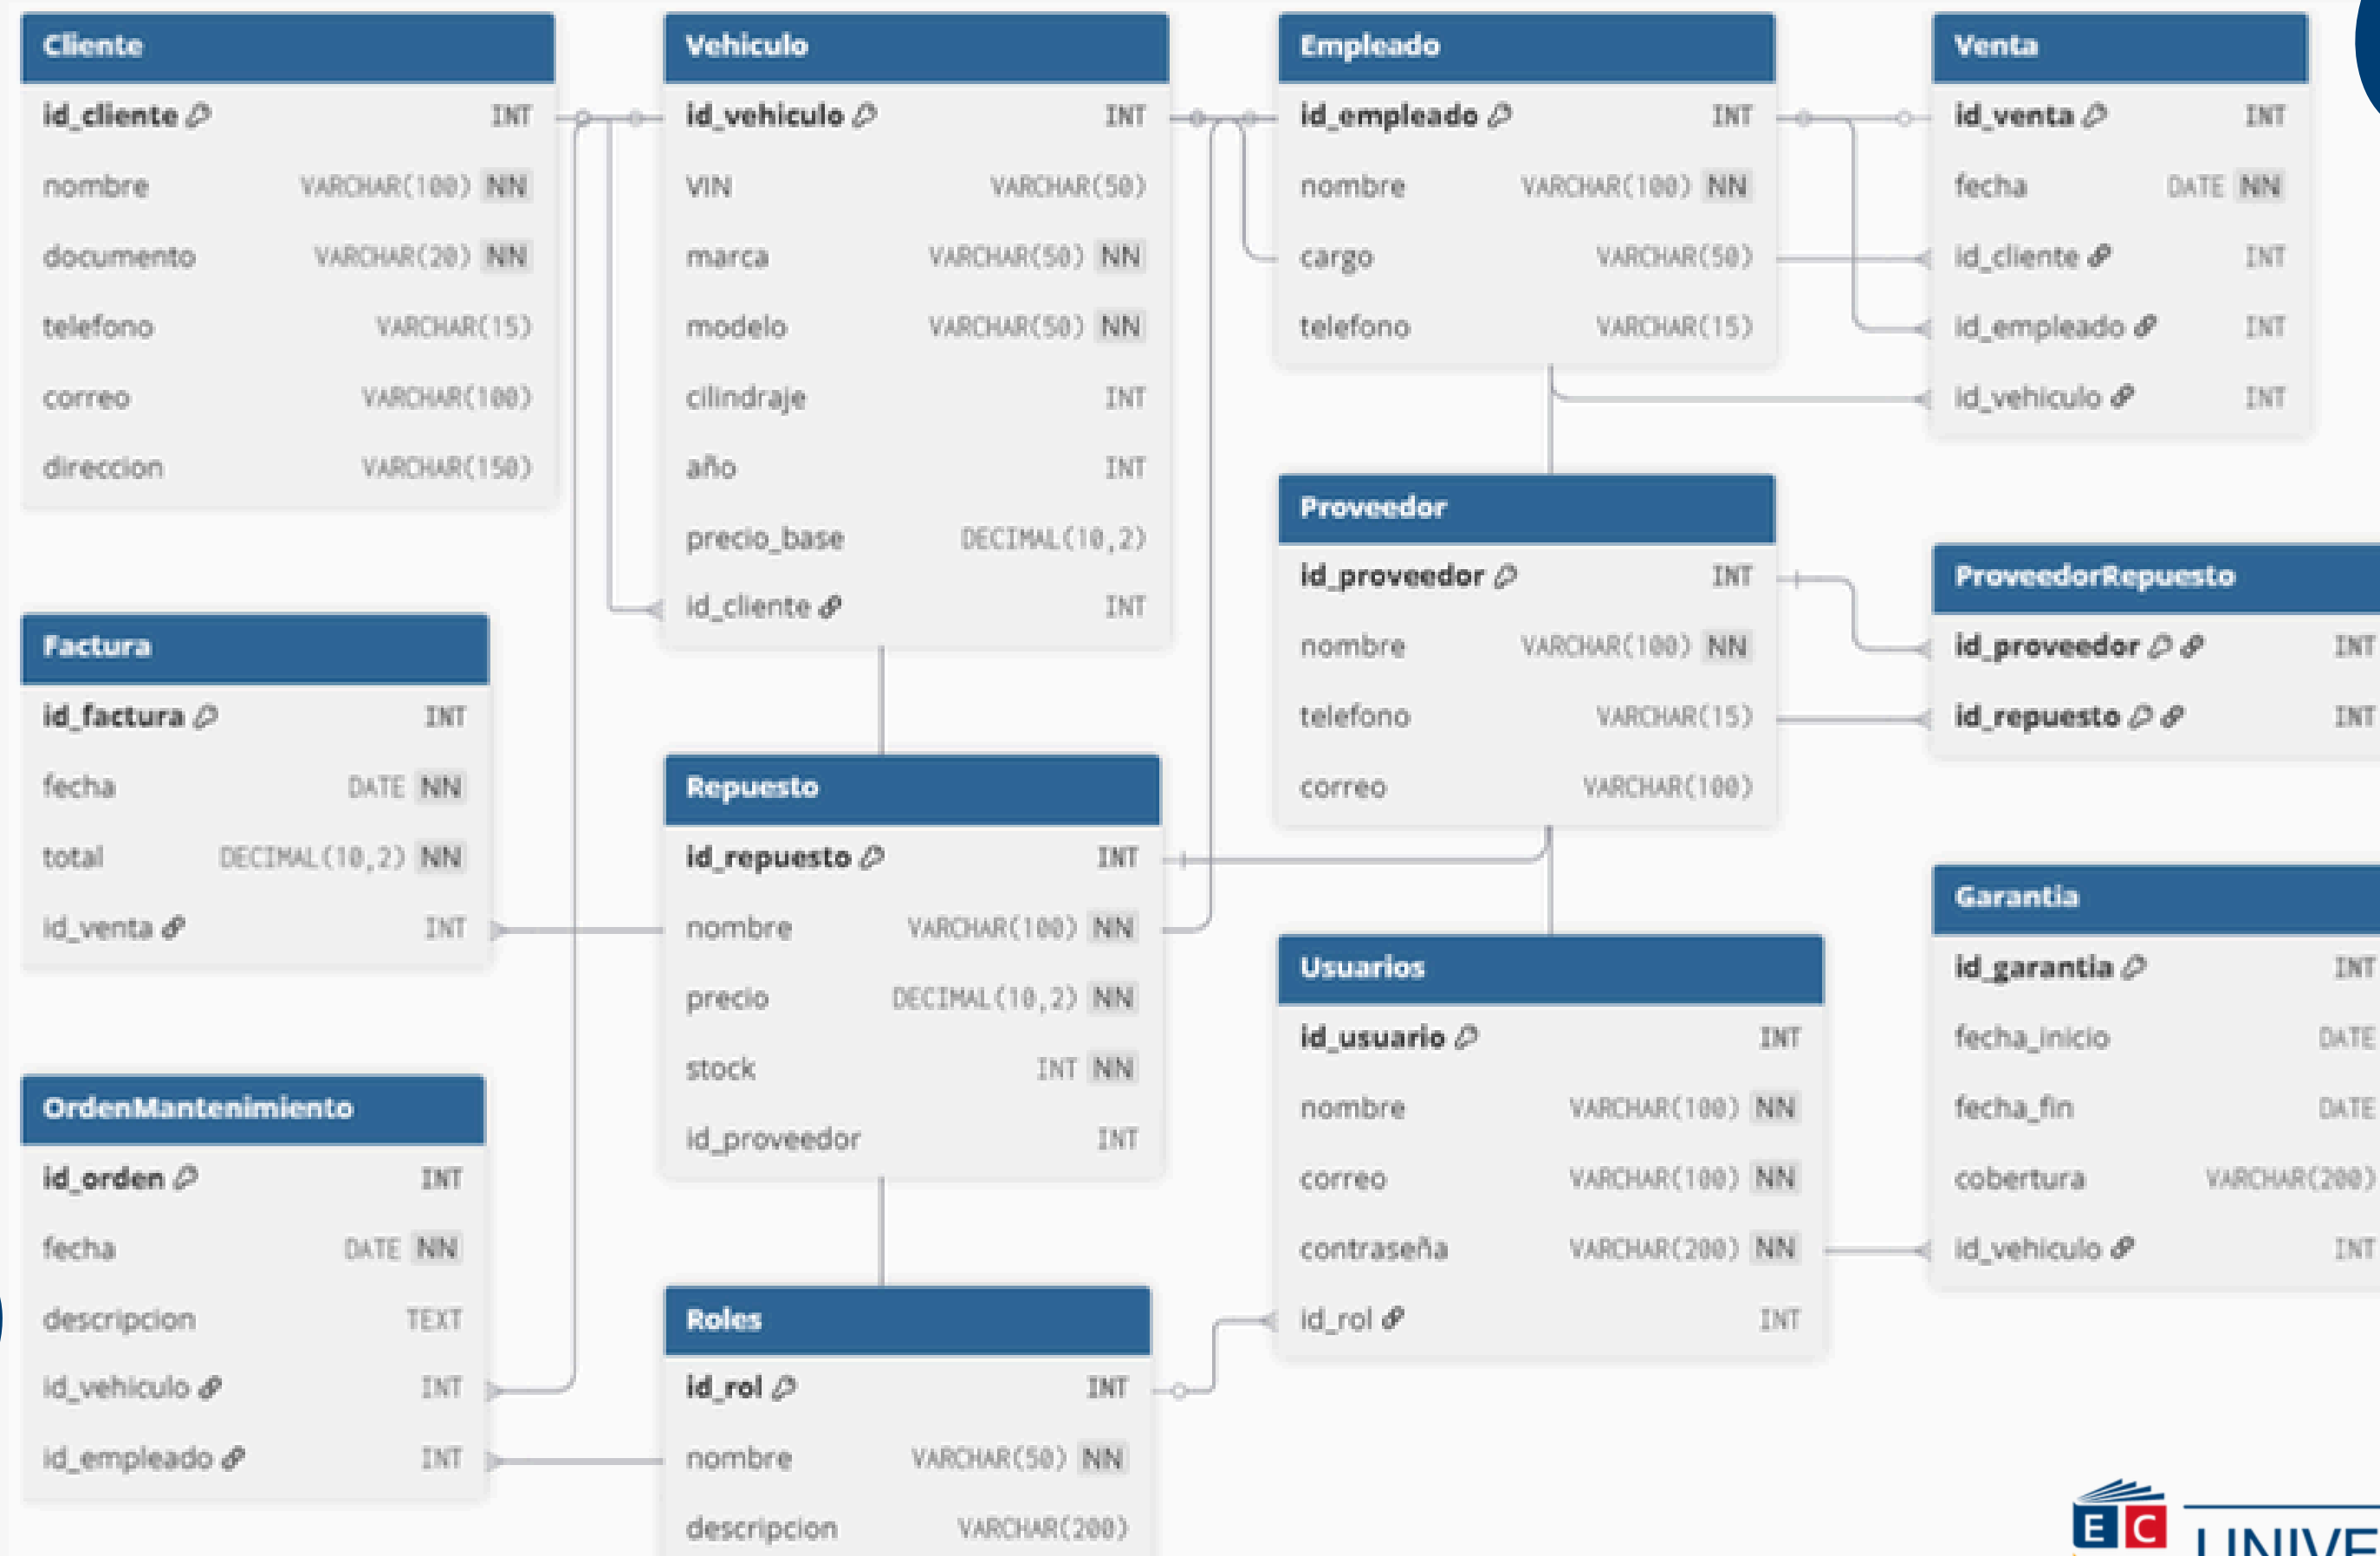 Cliente
id_cliente INT
nombre VARCHAR(100) NN
documento VARCHAR(20) NN
telefono VARCHAR(15)
correo VARCHAR(100)
direccion VARCHAR(150)
Vehiculo
id_vehiculo INT
VIN VARCHAR(50)
marca VARCHAR(50) NN
modelo VARCHAR(50) NN
cilindraje INT
año INT
precio_base DECIMAL(10,2)
id_cliente INT
Empleado
id_empleado INT
nombre VARCHAR(100) NN
cargo VARCHAR(50)
telefono VARCHAR(15)
Venta
id_venta INT
fecha DATE NN
id_cliente INT
id_empleado INT
id_vehiculo INT
Proveedor
id_proveedor INT
nombre VARCHAR(100) NN
telefono VARCHAR(15)
correo VARCHAR(100)
ProveedorRepuesto
id_proveedor INT
id_repuesto INT
Factura
id_factura INT
fecha DATE NN
total DECIMAL(10,2) NN
id_venta INT
Repuesto
id_repuesto INT
nombre VARCHAR(100) NN
precio DECIMAL(10,2) NN
stock INT NN
id_proveedor INT
Usuarios
id_usuario INT
nombre VARCHAR(100) NN
correo VARCHAR(100) NN
contraseña VARCHAR(200) NN
id_rol INT
Garantia
id_garantia INT
fecha_inicio DATE
fecha_fin DATE
cobertura VARCHAR(200)
id_vehiculo INT
OrdenMantenimiento
id_orden INT
fecha DATE NN
descripcion TEXT
id_vehiculo INT
id_empleado INT
Roles
id_rol INT
nombre VARCHAR(50) NN
descripcion VARCHAR(200)
EC